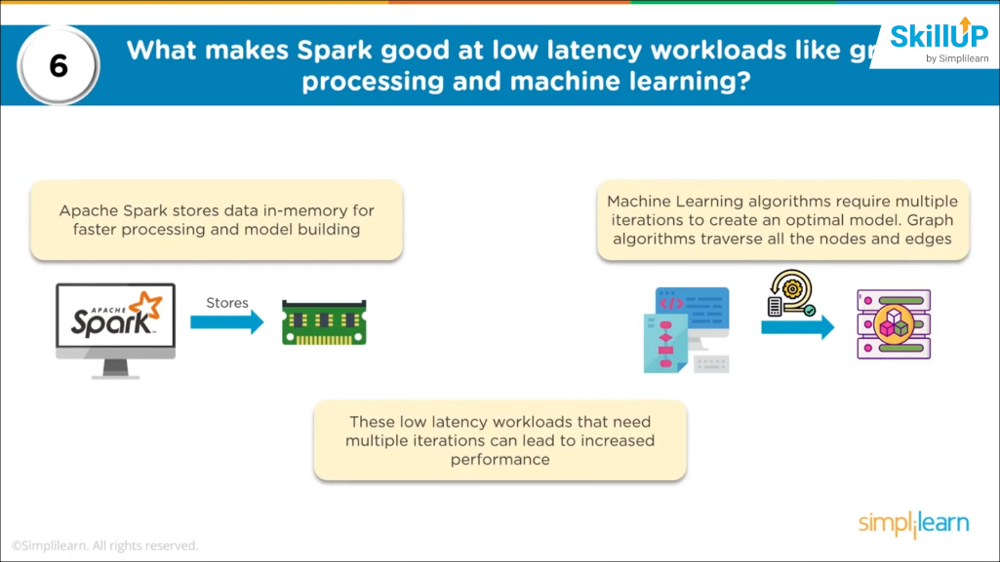 6
What makes Spark good at low latency workloads like
processing and machine learning?
SkillUP
by Simplilearn
Apache Spark stores data in-memory for
faster processing and model building
Machine Learning algorithms require multiple
iterations to create an optimal model. Graph
algorithms traverse all the nodes and edges
APACHE
Spark
Stores
</>
These low latency workloads that need
multiple iterations can lead to increased
performance
simplilearn
©Simplilearn. All rights reserved.